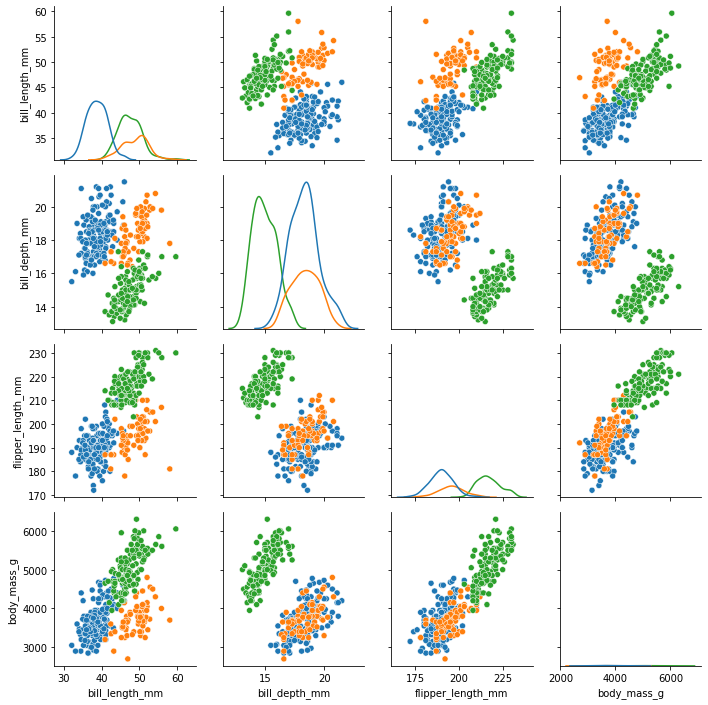 60
55
50
45
40
35
bill_length_mm
20
18
16
14
bill_depth_mm
230
220
210
200
190
180
170
flipper_length_mm
6000
5000
4000
3000
body_mass_g
30 40 50 60
bill_length_mm
15 20
bill_depth_mm
175 200 225
flipper_length_mm
2000 4000 6000
body_mass_g